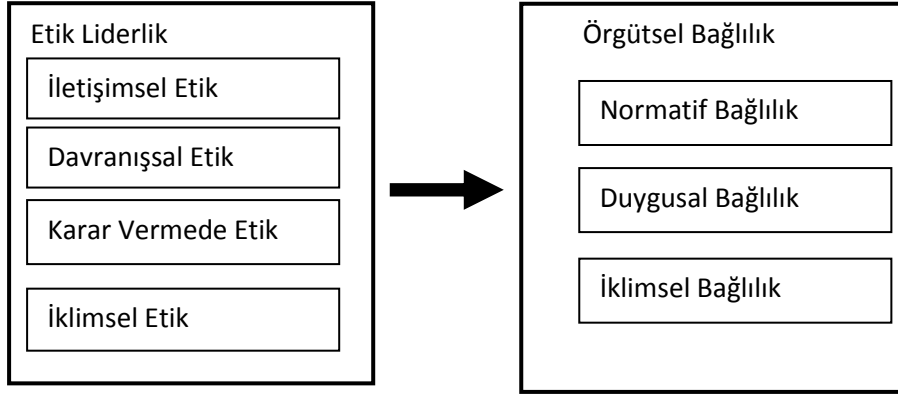 Etik Liderlik
İletişimsel Etik
Davranışsal Etik
Karar Vermede Etik
İklimsel Etik
Örgütsel Bağlılık
Normatif Bağlılık
Duygusal Bağlılık
İklimsel Bağlılık